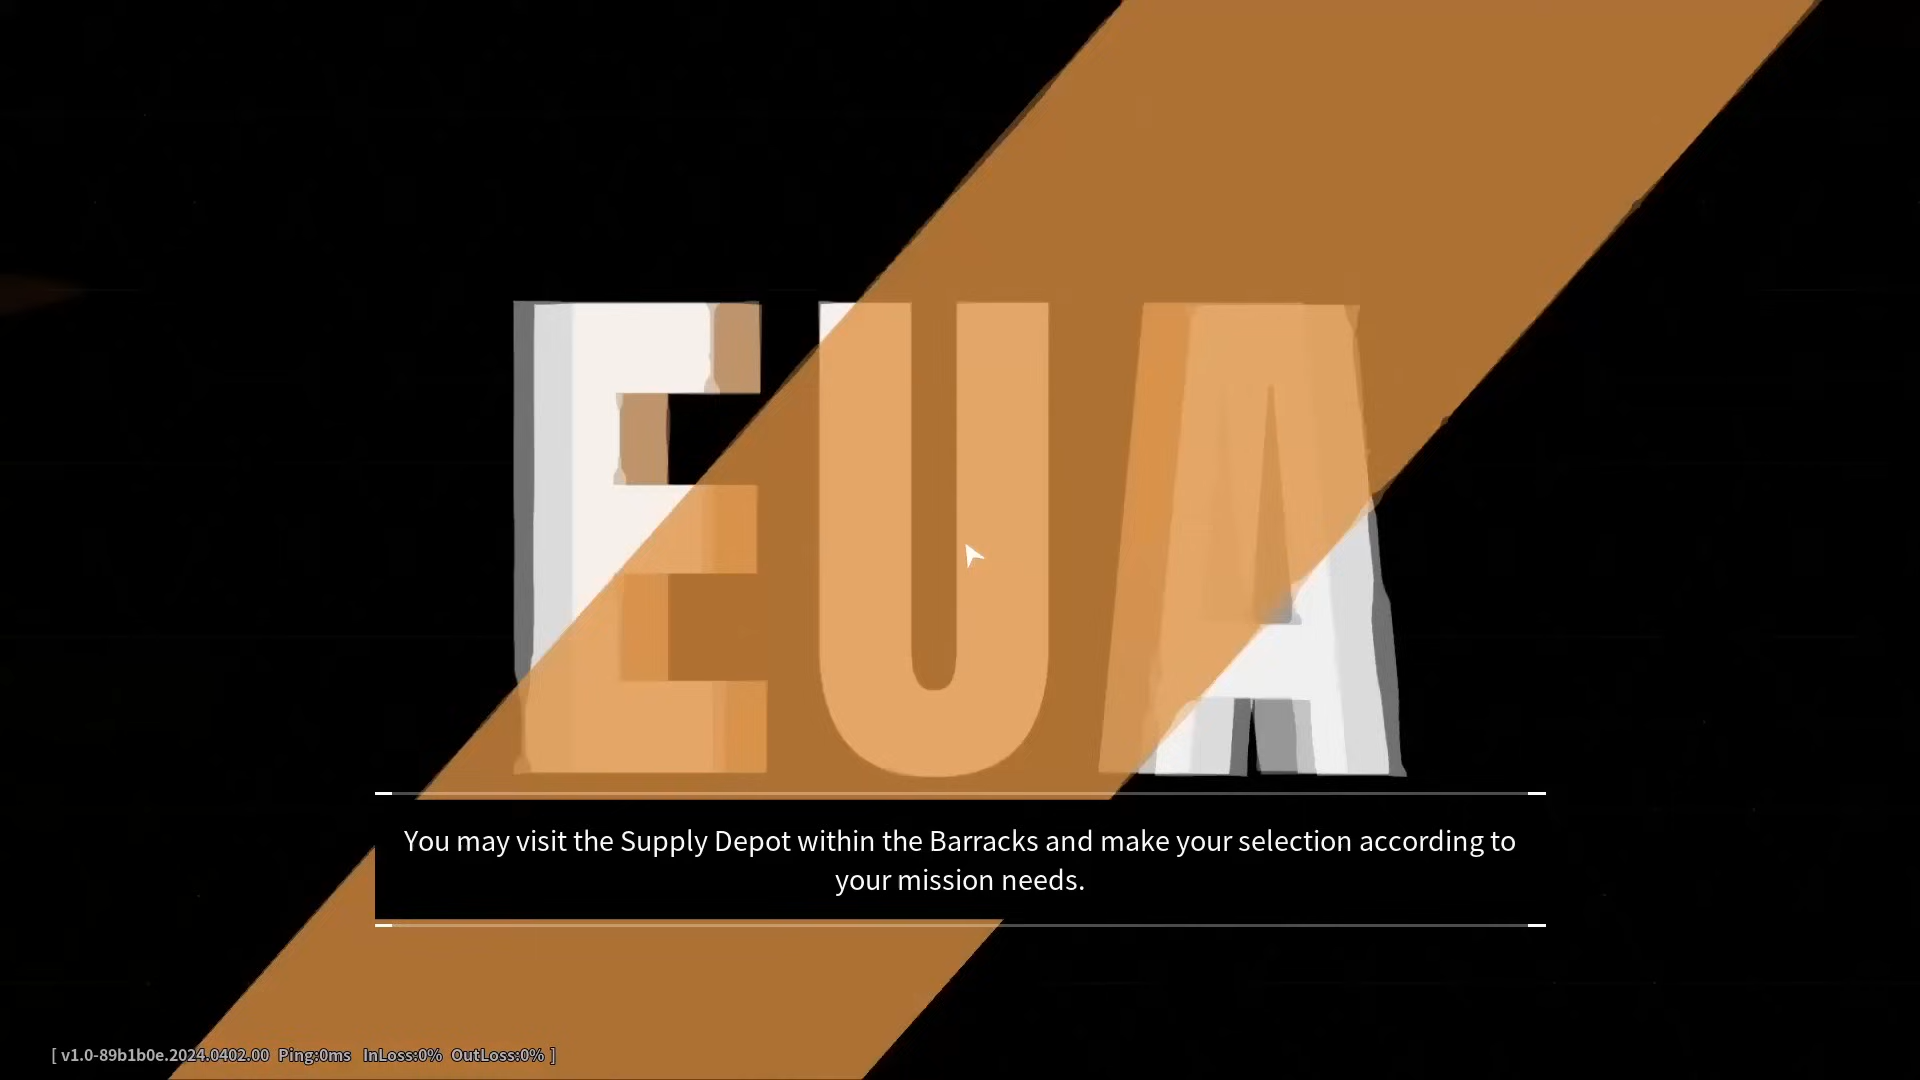 EUA
You may visit the Supply Depot within the Barracks and make your selection according to
your mission needs.
[ v1.0-89b1b0e.2024.0402.00 Ping:0ms InLoss:0% OutLoss:0% ]